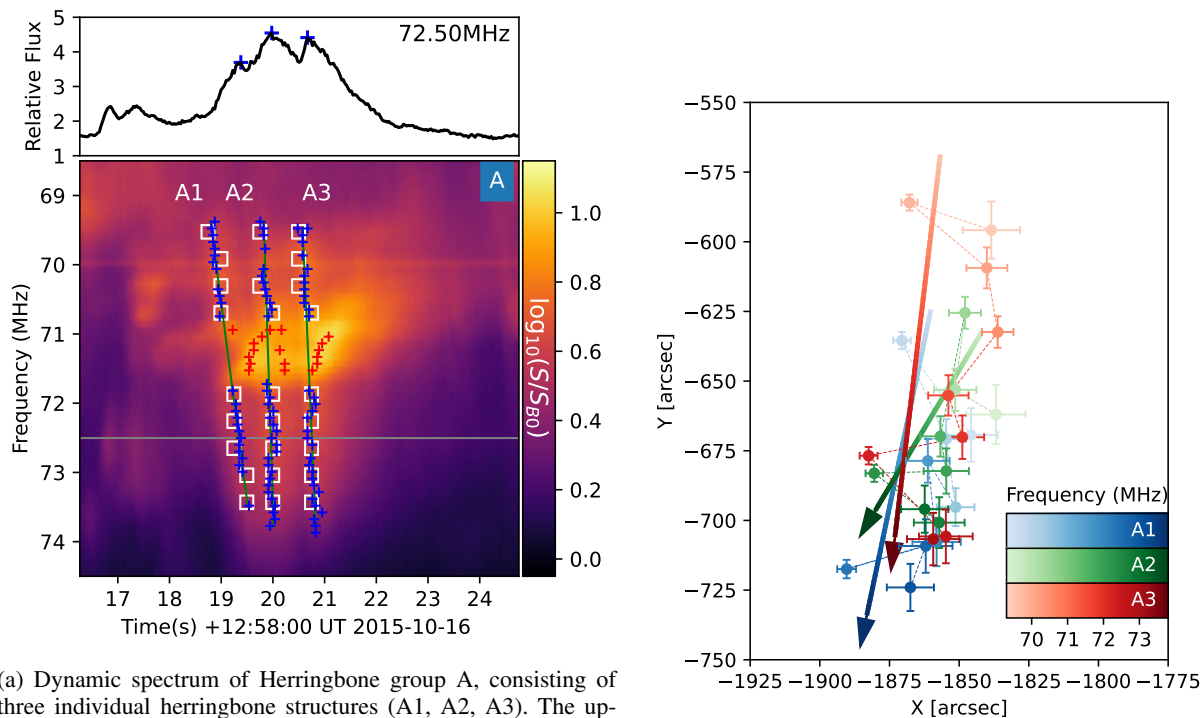 5
4
3
2
1
Relative Flux
72.50MHz
A
A1 A2 A3
69
70
71
72
73
74
Frequency (MHz)
17 18 19 20 21 22 23 24
Time(s) +12:58:00 UT 2015-10-16
1.0
0.8
0.6
0.4
0.2
0.0
log₁₀(S/S_B0)
(a) Dynamic spectrum of Herringbone group A, consisting of
three individual herringbone structures (A1, A2, A3). The up-
−550
−575
−600
−625
−650
−675
−700
−725
−750
Y [arcsec]
−1925 −1900 −1875 −1850 −1825 −1800 −1775
X [arcsec]
Frequency (MHz)
A1
A2
A3
70 71 72 73